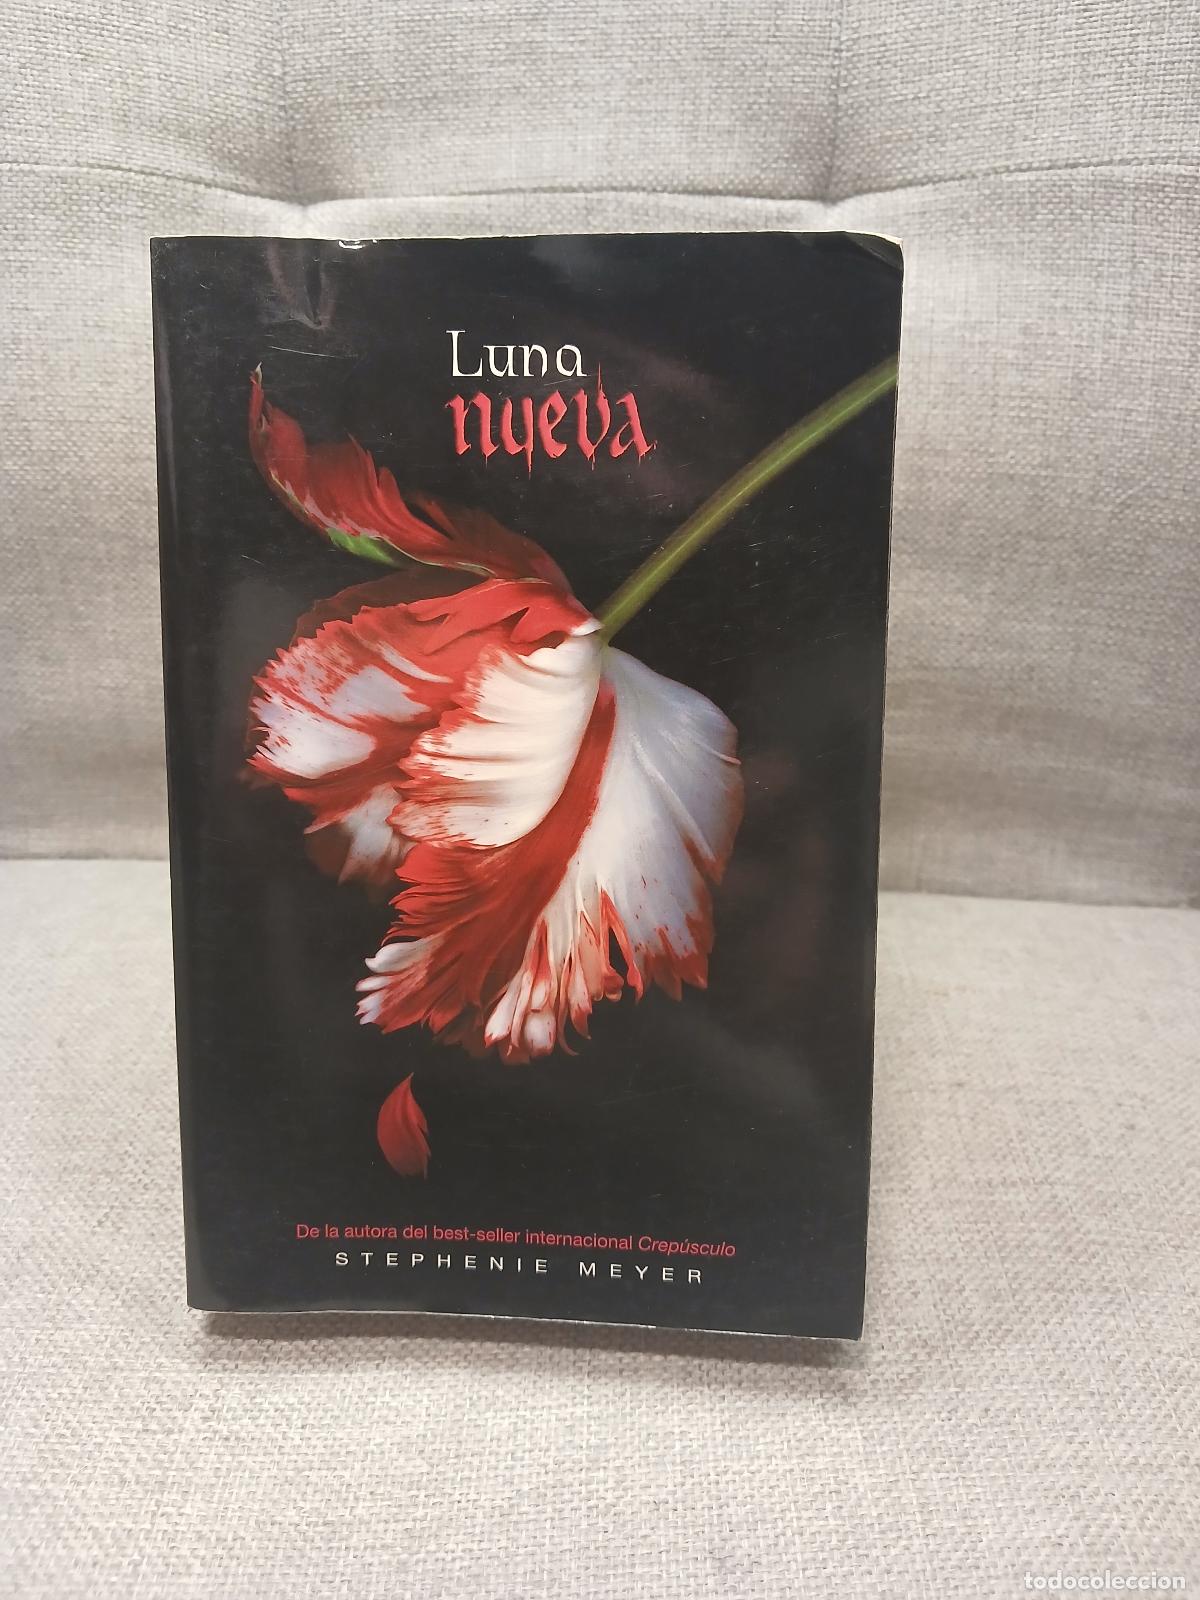 Luna
nueva
De la autora del best-seller internacional Crepúsculo
STEPHENIE MEYER
todocoleccion